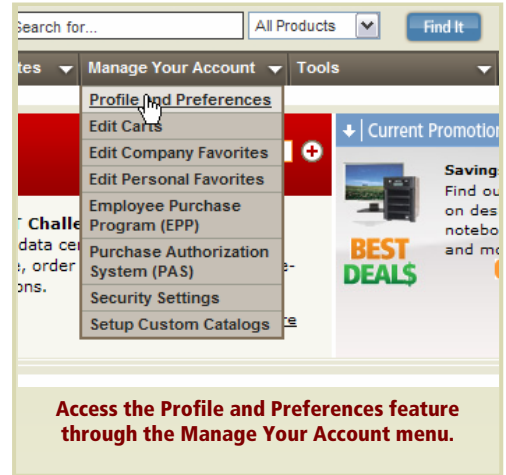 Search for... All Products Find It
tes Manage Your Account Tools
Profile and Preferences
Edit Carts
Edit Company Favorites
Edit Personal Favorites
Employee Purchase
Program (EPP)
Purchase Authorization
System (PAS)
Security Settings
Setup Custom Catalogs
T Challe
data cer
e, order
ons.
e-
re
Current Promotion
Saving
Find ou
on des
notebo
and mo
BEST
DEAL$
Access the Profile and Preferences feature
through the Manage Your Account menu.